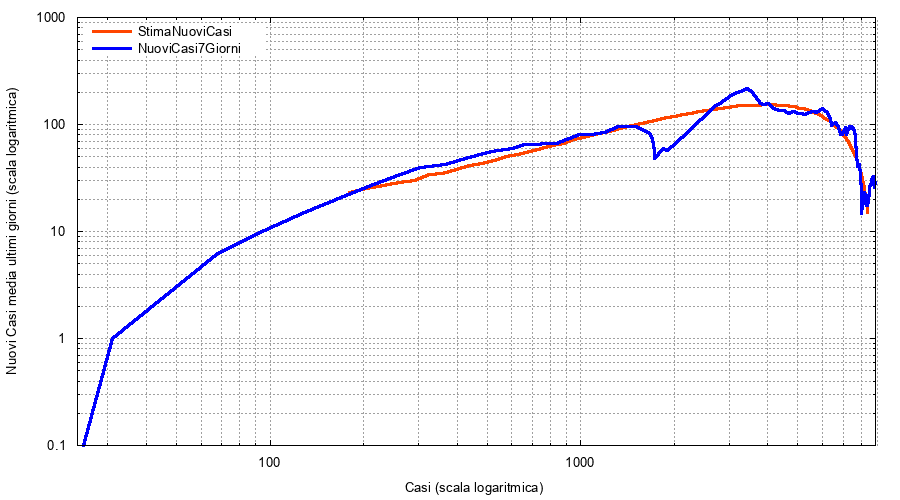 1000
StimaNuoviCasi
NuoviCasi7Giorni
100
10
1
0.1
100
1000
Nuovi Casi media ultimi giorni (scala logaritmica)
Casi (scala logaritmica)